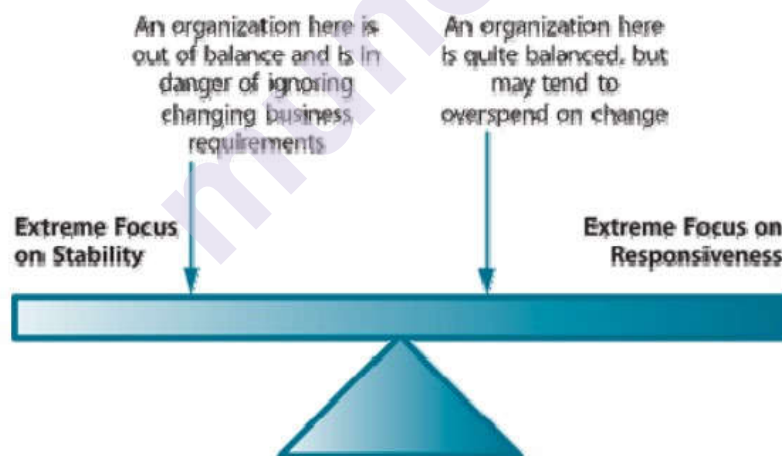 An organization here is
out of balance and is in
danger of ignoring
changing business
requirements
An organization here
is quite balanced, but
may tend to
overspend on change
Extreme Focus
on Stability
Extreme Focus on
Responsiveness